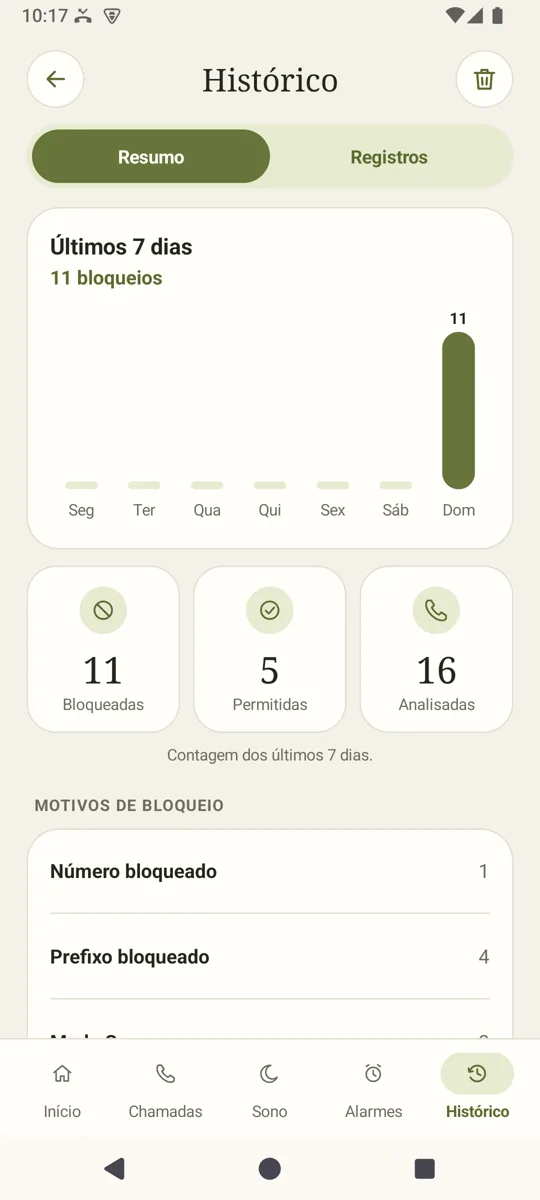 10:17
Histórico
Resumo
Registros
Últimos 7 dias
11 bloqueios
11
Seg Ter Qua Qui Sex Sáb Dom
11 5 16
Bloqueadas Permitidas Analisadas
Contagem dos últimos 7 dias.
MOTIVOS DE BLOQUEIO
Número bloqueado 1
Prefixo bloqueado 4
Início Chamadas Sono Alarmes Histórico